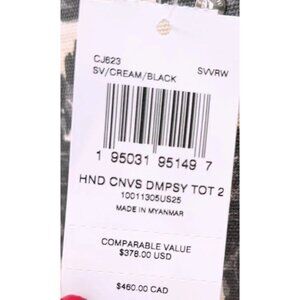 CJ623
SV/CREAM/BLACK SVVRW
1 95031 95149 7
HND CNVS DMPSY TOT 2
10011305US25
MADE IN MYANMAR
COMPARABLE VALUE
$378.00 USD
$460.00 CAD